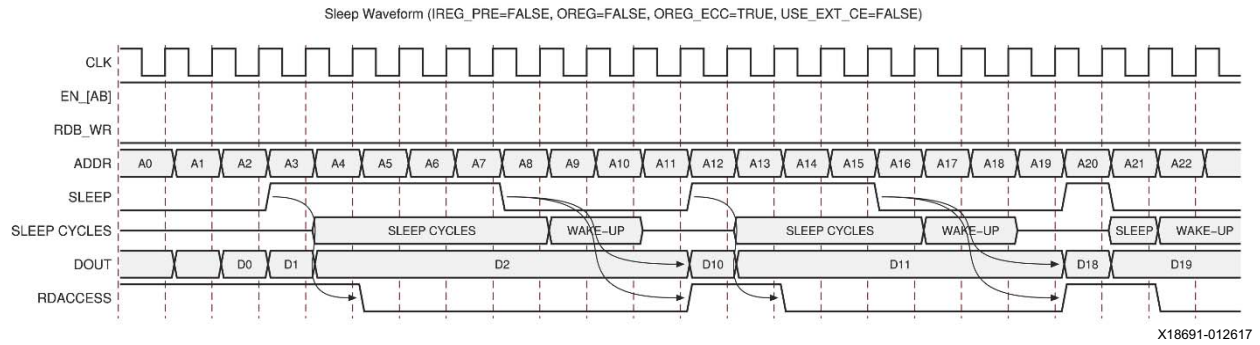 Sleep Waveform (IREG_PRE=FALSE, OREG=FALSE, OREG_ECC=TRUE, USE_EXT_CE=FALSE)
CLK
EN_[AB]
RDB_WR
ADDR A0 A1 A2 A3 A4 A5 A6 A7 A8 A9 A10 A11 A12 A13 A14 A15 A16 A17 A18 A19 A20 A21 A22
SLEEP
SLEEP CYCLES SLEEP CYCLES WAKE-UP SLEEP CYCLES WAKE-UP SLEEP WAKE-UP
DOUT D0 D1 D2 D10 D11 D18 D19
RDACCESS
X18691-012617